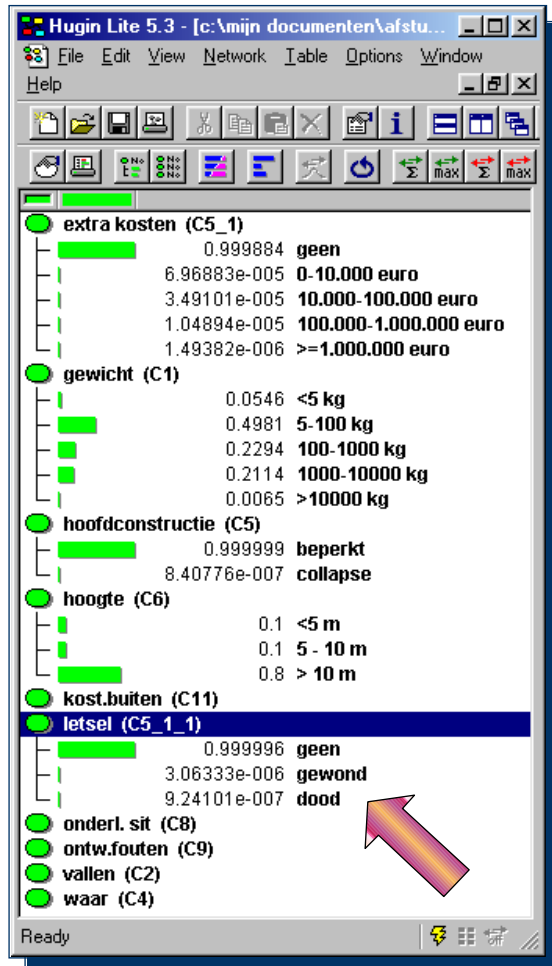 Hugin Lite 5.3 - [c:\mijn documenten\afstu...
File Edit View Network Table Options Window
Help
extra kosten (C5_1)
0.999884 geen
6.96883e-005 0-10.000 euro
3.49101e-005 10.000-100.000 euro
1.04894e-005 100.000-1.000.000 euro
1.49382e-006 >=1.000.000 euro
gewicht (C1)
0.0546 <5 kg
0.4981 5-100 kg
0.2294 100-1000 kg
0.2114 1000-10000 kg
0.0065 >10000 kg
hoofdconstructie (C5)
0.999999 beperkt
8.40776e-007 collapse
hoogte (C6)
0.1 <5 m
0.1 5 - 10 m
0.8 > 10 m
kost.buiten (C11)
letsel (C5_1_1)
0.999996 geen
3.06333e-006 gewond
9.24101e-007 dood
onderl. sit (C8)
ontw.fouten (C9)
vallen (C2)
waar (C4)
Ready